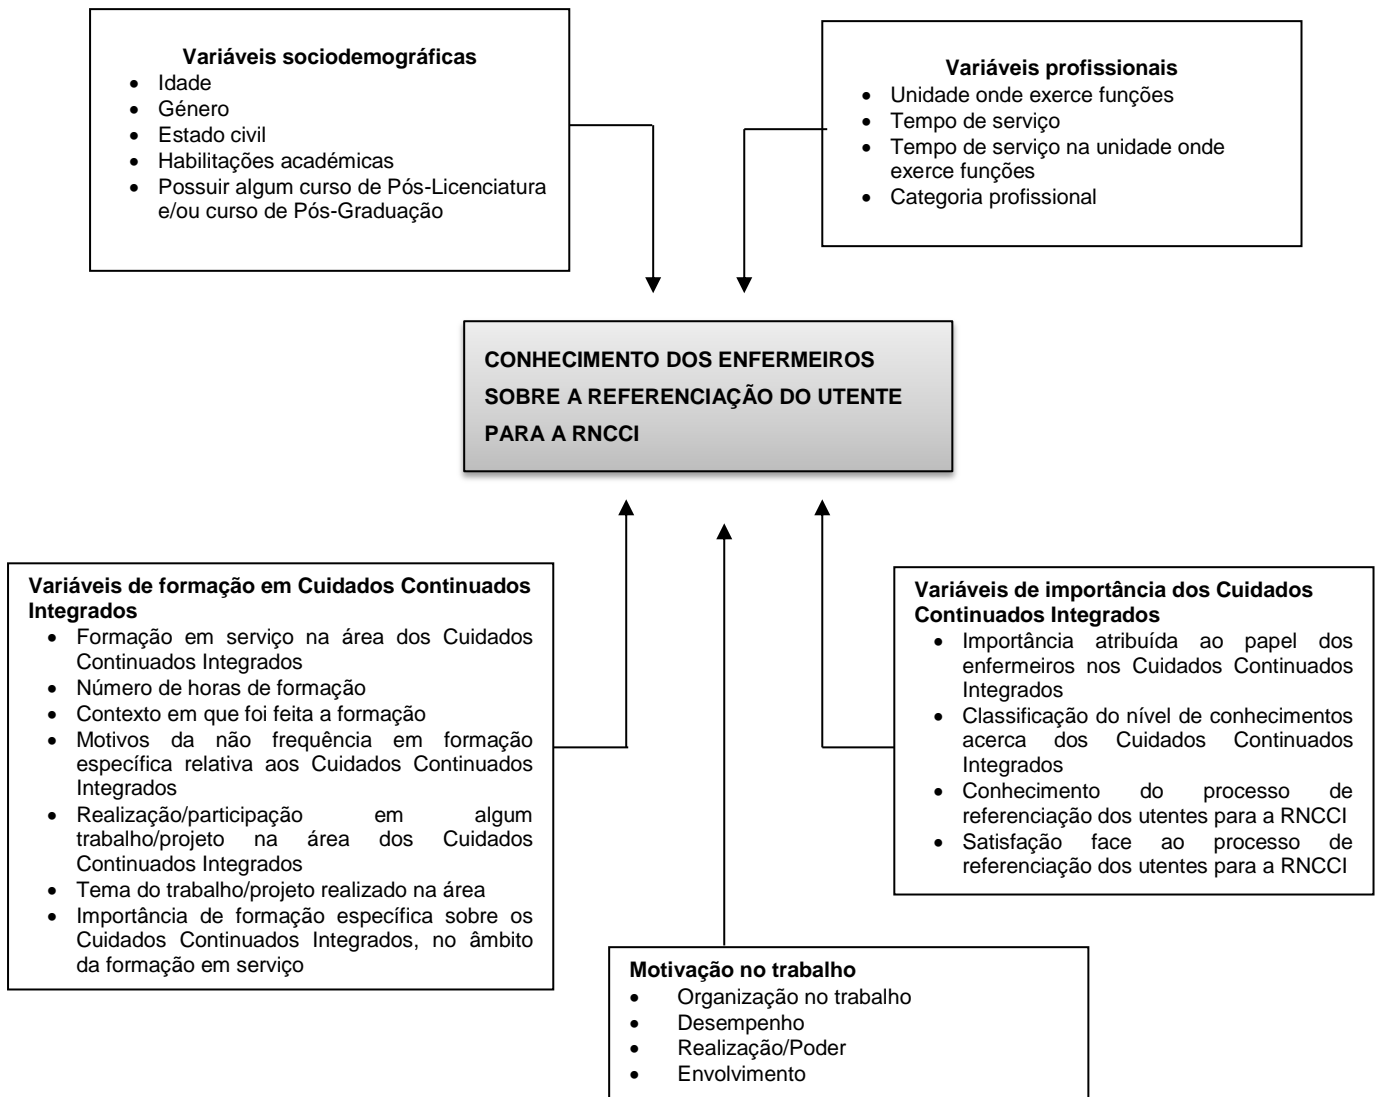 Variáveis sociodemográficas
• Idade
• Género
• Estado civil
• Habilitações académicas
• Possuir algum curso de Pós-Licenciatura
e/ou curso de Pós-Graduação
Variáveis profissionais
• Unidade onde exerce funções
• Tempo de serviço
• Tempo de serviço na unidade onde
exerce funções
• Categoria profissional
CONHECIMENTO DOS ENFERMEIROS
SOBRE A REFERENCIAÇÃO DO UTENTE
PARA A RNCCI
Variáveis de formação em Cuidados Continuados
Integrados
• Formação em serviço na área dos Cuidados
Continuados Integrados
• Número de horas de formação
• Contexto em que foi feita a formação
• Motivos da não frequência em formação
específica relativa aos Cuidados Continuados
Integrados
• Realização/participação em algum
trabalho/projeto na área dos Cuidados
Continuados Integrados
• Tema do trabalho/projeto realizado na área
• Importância de formação específica sobre os
Cuidados Continuados Integrados, no âmbito
da formação em serviço
Variáveis de importância dos Cuidados
Continuados Integrados
• Importância atribuída ao papel dos
enfermeiros nos Cuidados Continuados
Integrados
• Classificação do nível de conhecimentos
acerca dos Cuidados Continuados
Integrados
• Conhecimento do processo de
referenciação dos utentes para a RNCCI
• Satisfação face ao processo de
referenciação dos utentes para a RNCCI
Motivação no trabalho
• Organização no trabalho
• Desempenho
• Realização/Poder
• Envolvimento